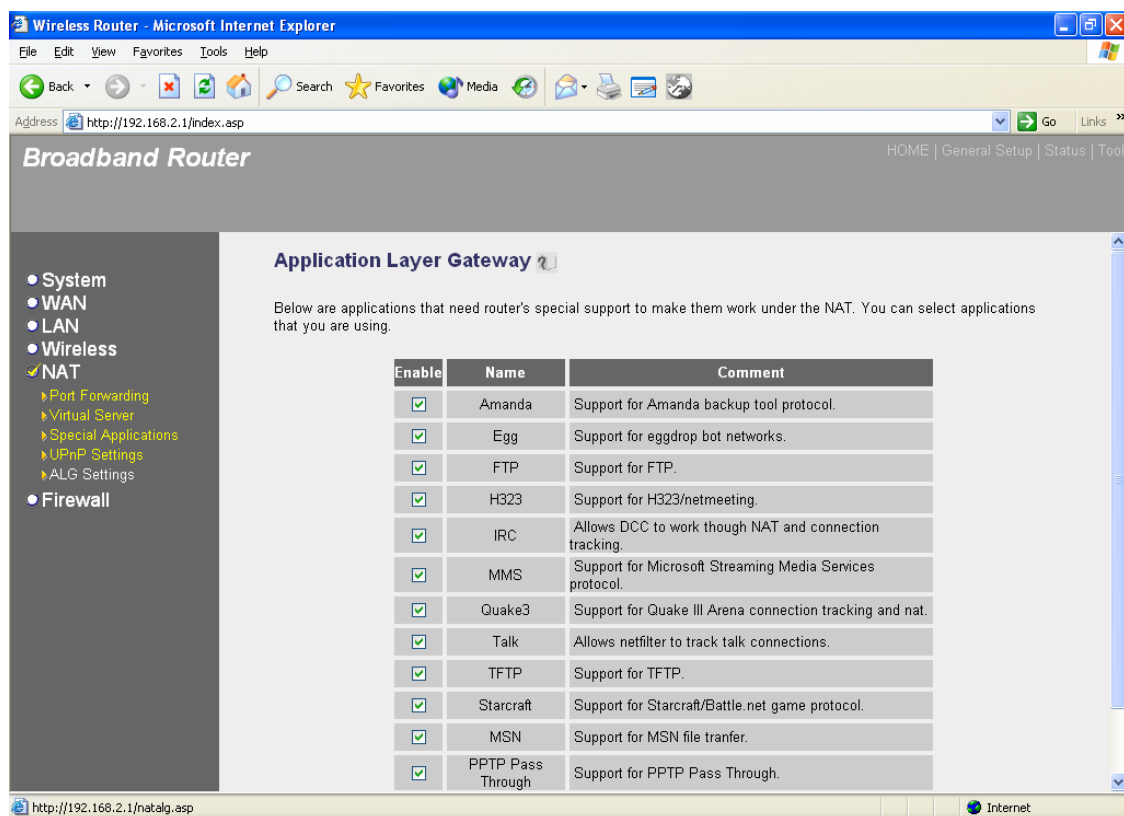 Wireless Router - Microsoft Internet Explorer
File Edit View Favorites Tools Help
Back Search Favorites Media
Address http://192.168.2.1/index.asp Go Links »
Broadband Router
HOME | General Setup | Status | Tool
System
WAN
LAN
Wireless
NAT
Port Forwarding
Virtual Server
Special Applications
UPnP Settings
ALG Settings
Firewall
Application Layer Gateway
Below are applications that need router's special support to make them work under the NAT. You can select applications
that you are using.
Enable Name Comment
Amanda Support for Amanda backup tool protocol.
Egg Support for eggdrop bot networks.
FTP Support for FTP.
H323 Support for H323/netmeeting.
IRC Allows DCC to work though NAT and connection
tracking.
MMS Support for Microsoft Streaming Media Services
protocol.
Quake3 Support for Quake III Arena connection tracking and nat.
Talk Allows netfilter to track talk connections.
TFTP Support for TFTP.
Starcraft Support for Starcraft/Battle.net game protocol.
MSN Support for MSN file tranfer.
PPTP Pass
Through Support for PPTP Pass Through.
http://192.168.2.1/natalg.asp Internet